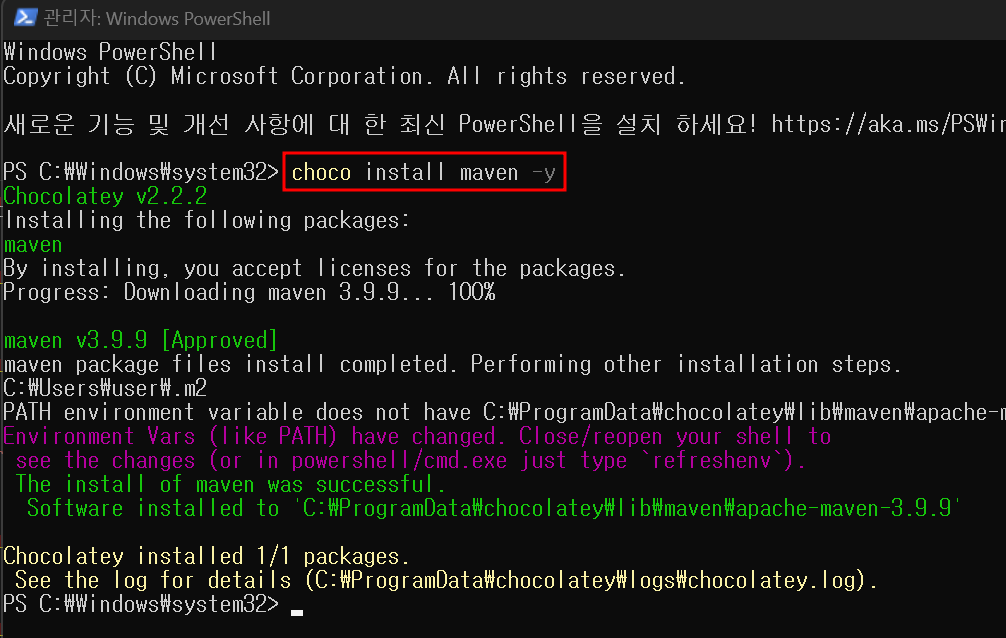 관리자: Windows PowerShell
Windows PowerShell
Copyright (C) Microsoft Corporation. All rights reserved.
새로운 기능 및 개선 사항에 대 한 최신 PowerShell을 설치 하세요! https://aka.ms/PSWin
PS C:₩Windows₩system32> choco install maven -y
Chocolatey v2.2.2
Installing the following packages:
maven
By installing, you accept licenses for the packages.
Progress: Downloading maven 3.9.9... 100%
maven v3.9.9 [Approved]
maven package files install completed. Performing other installation steps.
C:₩Users₩user₩.m2
PATH environment variable does not have C:₩ProgramData₩chocolatey₩lib₩maven₩apache-m
Environment Vars (like PATH) have changed. Close/reopen your shell to
see the changes (or in powershell/cmd.exe just type `refreshenv`).
The install of maven was successful.
Software installed to 'C:₩ProgramData₩chocolatey₩lib₩maven₩apache-maven-3.9.9'
Chocolatey installed 1/1 packages.
See the log for details (C:₩ProgramData₩chocolatey₩logs₩chocolatey.log).
PS C:₩Windows₩system32>